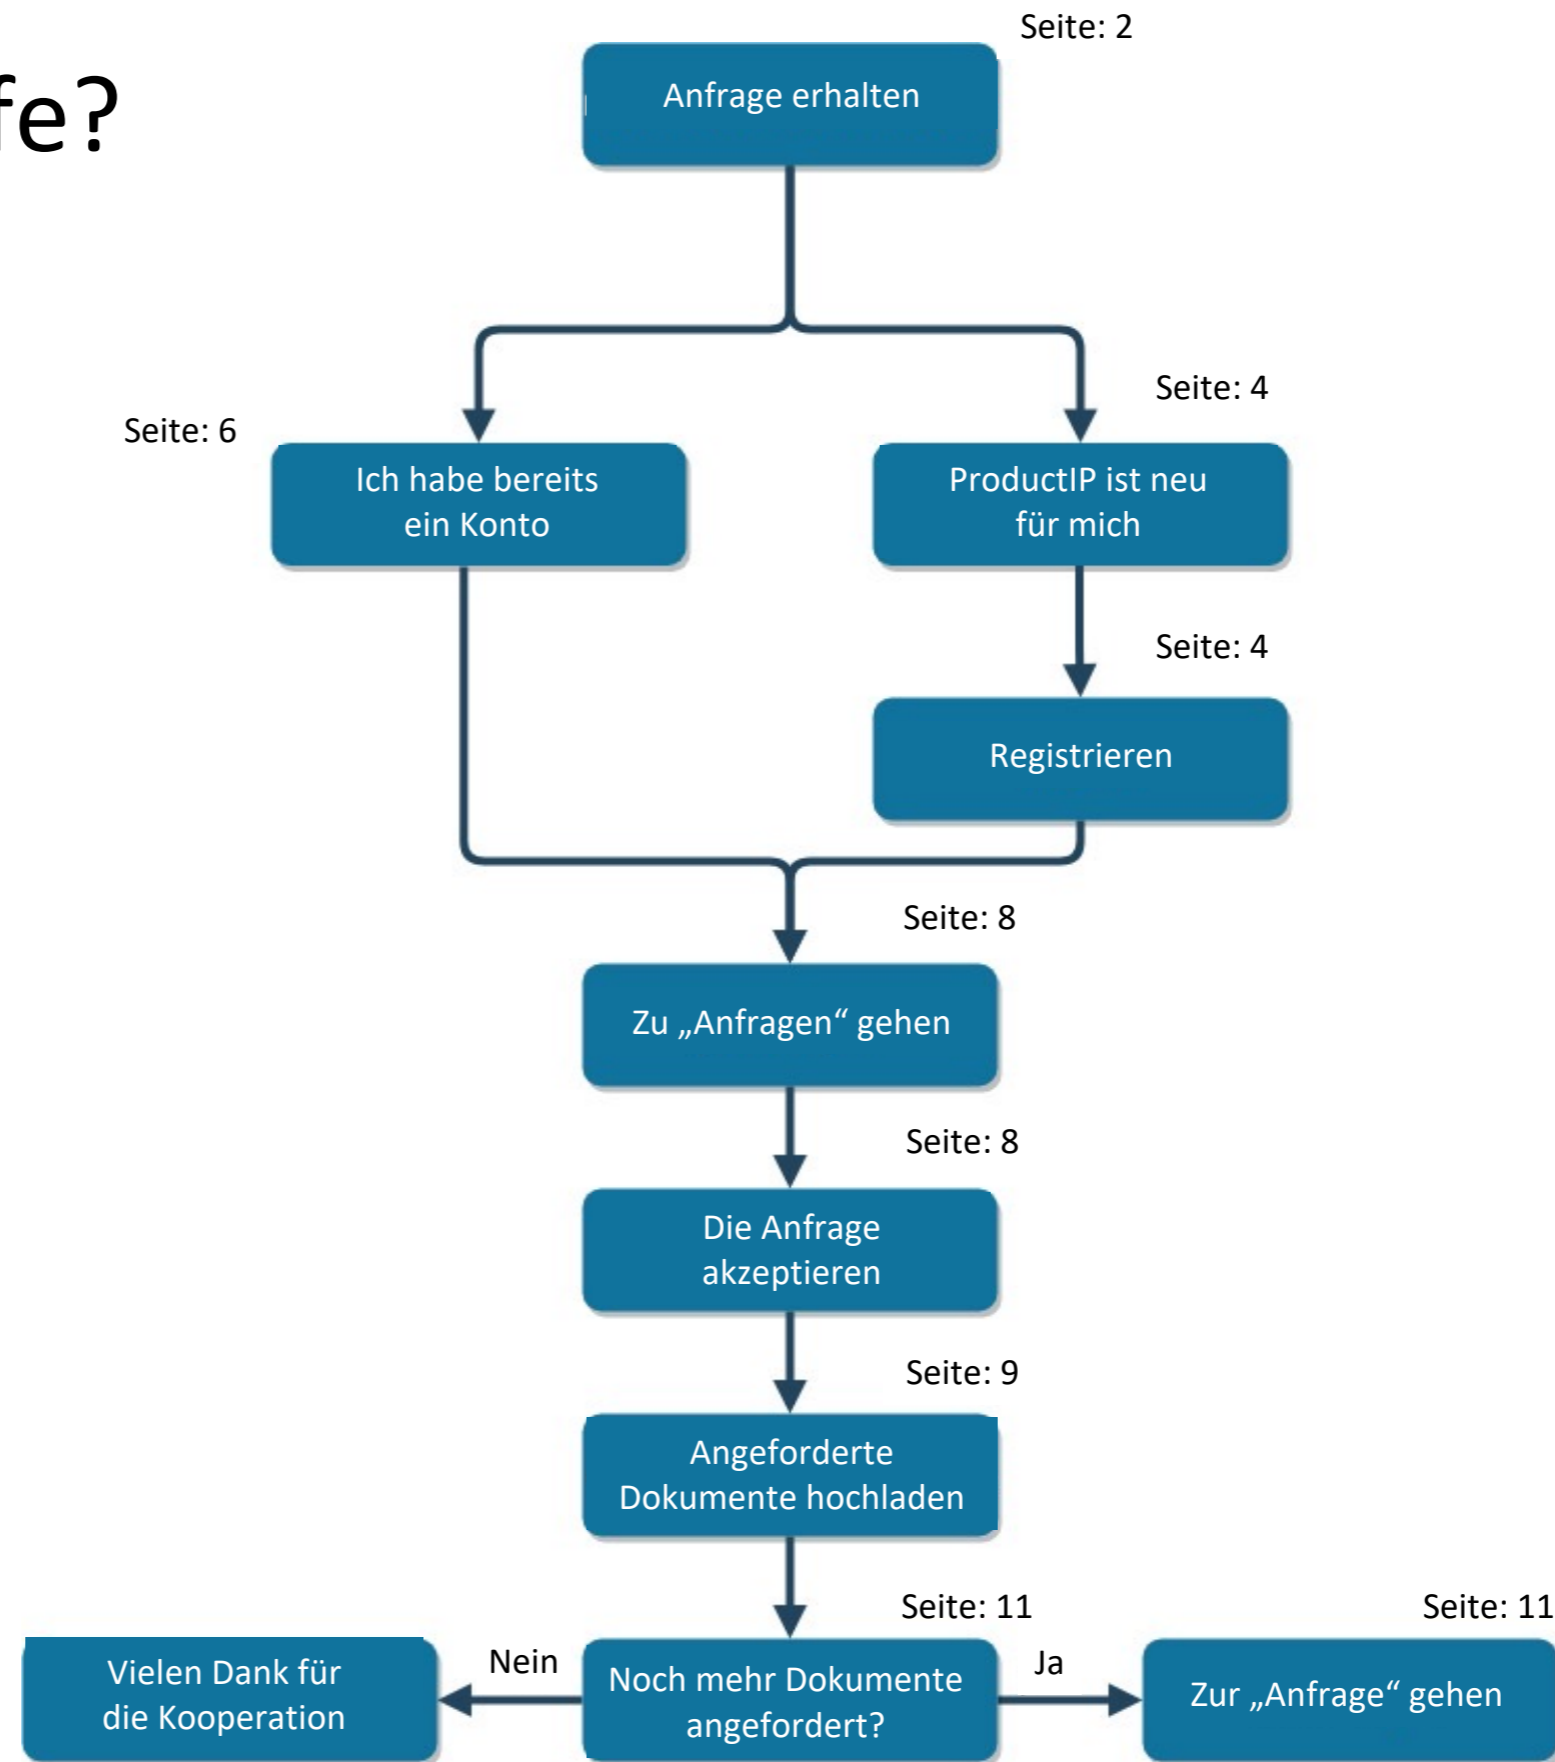 Seite: 2
fe?
Anfrage erhalten
Seite: 4
Seite: 6
Ich habe bereits
ein Konto
ProductIP ist neu
für mich
Seite: 4
Registrieren
Seite: 8
Zu „Anfragen“ gehen
Seite: 8
Die Anfrage
akzeptieren
Seite: 9
Angeforderte
Dokumente hochladen
Seite: 11
Seite: 11
Vielen Dank für
die Kooperation
Nein
Noch mehr Dokumente
angefordert?
Ja
Zur „Anfrage“ gehen